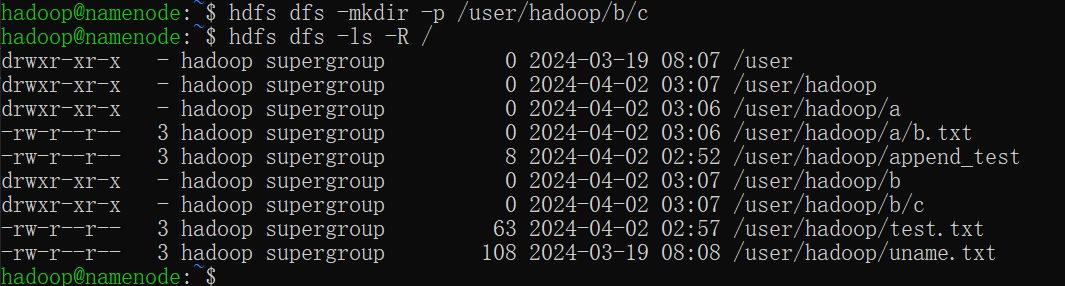 hadoop@namenode:~$ hdfs dfs -mkdir -p /user/hadoop/b/c
hadoop@namenode:~$ hdfs dfs -ls -R /
drwxr-xr-x   - hadoop supergroup          0 2024-03-19 08:07 /user
drwxr-xr-x   - hadoop supergroup          0 2024-04-02 03:07 /user/hadoop
drwxr-xr-x   - hadoop supergroup          0 2024-04-02 03:06 /user/hadoop/a
-rw-r--r--   3 hadoop supergroup          0 2024-04-02 03:06 /user/hadoop/a/b.txt
-rw-r--r--   3 hadoop supergroup          8 2024-04-02 02:52 /user/hadoop/append_test
drwxr-xr-x   - hadoop supergroup          0 2024-04-02 03:07 /user/hadoop/b
drwxr-xr-x   - hadoop supergroup          0 2024-04-02 03:07 /user/hadoop/b/c
-rw-r--r--   3 hadoop supergroup         63 2024-04-02 02:57 /user/hadoop/test.txt
-rw-r--r--   3 hadoop supergroup        108 2024-03-19 08:08 /user/hadoop/uname.txt
hadoop@namenode:~$